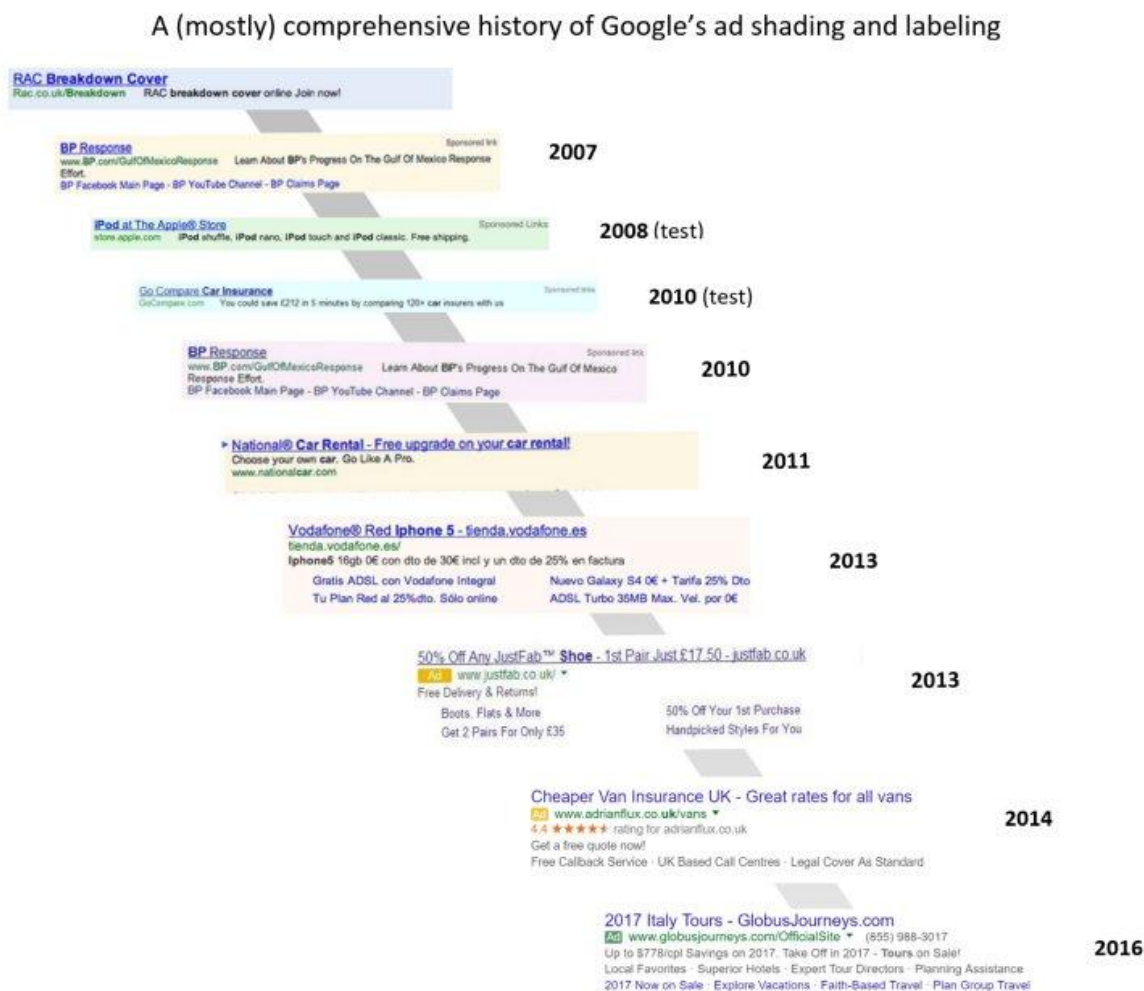 A (mostly) comprehensive history of Google's ad shading and labeling
RAC Breakdown Cover
Rac.co.uk/Breakdown RAC breakdown cover online Join now!
BP Response
Sponsored link
www.BP.com/GulfOfMexicoResponse Learn About BP's Progress On The Gulf Of Mexico Response
Effort.
BP Facebook Main Page - BP YouTube Channel - BP Claims Page
2007
iPod at The Apple® Store
Sponsored Links
store.apple.com iPod shuffle, iPod nano, iPod touch and iPod classic. Free shipping.
2008 (test)
Go Compare Car Insurance
Sponsored links
GoCompare.com You could save £212 in 5 minutes by comparing 120+ car insurers with us
2010 (test)
BP Response
Sponsored link
www.BP.com/GulfOfMexicoResponse Learn About BP's Progress On The Gulf Of Mexico
Response Effort.
BP Facebook Main Page - BP YouTube Channel - BP Claims Page
2010
National® Car Rental - Free upgrade on your car rental!
Choose your own car. Go Like A Pro.
www.nationalcar.com
2011
Vodafone® Red Iphone 5 - tienda.vodafone.es
tienda.vodafone.es/
Iphone5 16gb 0€ con dto de 30€ incl y un dto de 25% en factura
Gratis ADSL con Vodafone Integral Nuevo Galaxy S4 0€ + Tarifa 25% Dto
Tu Plan Red al 25%dto. Sólo online ADSL Turbo 35MB Max. Vel. por 0€
2013
50% Off Any JustFab™ Shoe - 1st Pair Just £17.50 - justfab.co.uk
Ad www.justfab.co.uk/
Free Delivery & Returns!
Boots, Flats & More 50% Off Your 1st Purchase
Get 2 Pairs For Only £35 Handpicked Styles For You
2013
Cheaper Van Insurance UK - Great rates for all vans
Ad www.adrianflux.co.uk/vans
4.4 ★★★★★ rating for adrianflux.co.uk
Get a free quote now!
Free Callback Service · UK Based Call Centres · Legal Cover As Standard
2014
2017 Italy Tours - GlobusJourneys.com
Ad www.globusjourneys.com/OfficialSite (855) 988-3017
Up to $778/cpl Savings on 2017. Take Off in 2017 - Tours on Sale!
Local Favorites · Superior Hotels · Expert Tour Directors · Planning Assistance
2017 Now on Sale · Explore Vacations · Faith-Based Travel · Plan Group Travel
2016